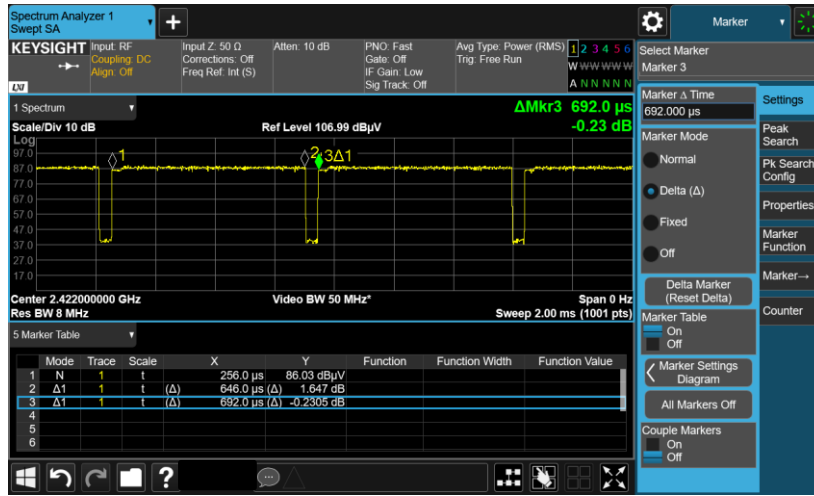 Spectrum Analyzer 1
Swept SA
Marker
KEYSIGHT
Input: RF
Coupling: DC
Align: Off
Input Z: 50 Ω
Corrections: Off
Freq Ref: Int (S)
Atten: 10 dB
PNO: Fast
Gate: Off
IF Gain: Low
Sig Track: Off
Avg Type: Power (RMS)
Trig: Free Run
1 2 3 4 5 6
W W W W W W
A N N N N N
LXI
Select Marker
Marker 3
1 Spectrum
ΔMkr3 692.0 µs
-0.23 dB
Scale/Div 10 dB
Ref Level 106.99 dBµV
Log
97.0
87.0
77.0
67.0
57.0
47.0
37.0
27.0
17.0
1
2
3Δ1
Center 2.422000000 GHz
Video BW 50 MHz*
Span 0 Hz
Res BW 8 MHz
Sweep 2.00 ms (1001 pts)
5 Marker Table
Mode Trace Scale X Y Function Function Width Function Value
1 N 1 t 256.0 µs 86.03 dBµV
2 Δ1 1 t (Δ) 646.0 µs (Δ) 1.647 dB
3 Δ1 1 t (Δ) 692.0 µs (Δ) -0.2305 dB
4
5
6
Marker Δ Time
692.000 µs
Marker Mode
Normal
Delta (Δ)
Fixed
Off
Delta Marker
(Reset Delta)
Marker Table
On
Off
Marker Settings
Diagram
All Markers Off
Couple Markers
On
Off
Settings
Peak
Search
Pk Search
Config
Properties
Marker
Function
Marker→
Counter